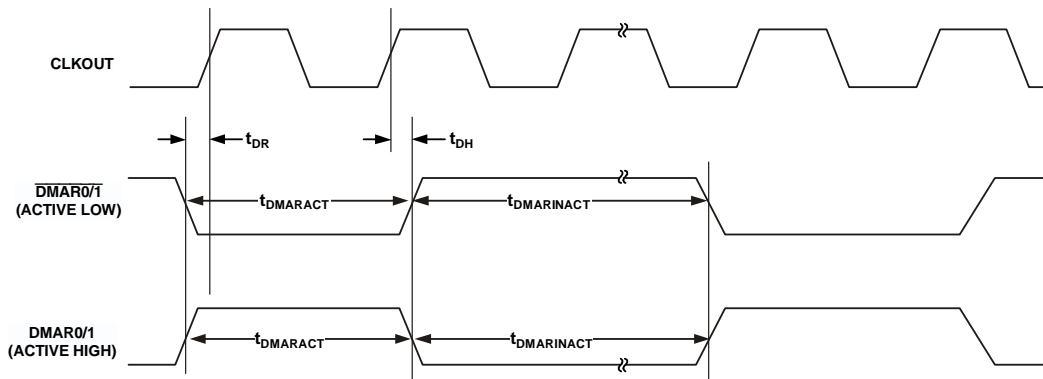 CLKOUT
tDR
tDH
DMAR0/1
(ACTIVE LOW)
tDMARACT
tDMARINACT
DMAR0/1
(ACTIVE HIGH)
tDMARACT
tDMARINACT